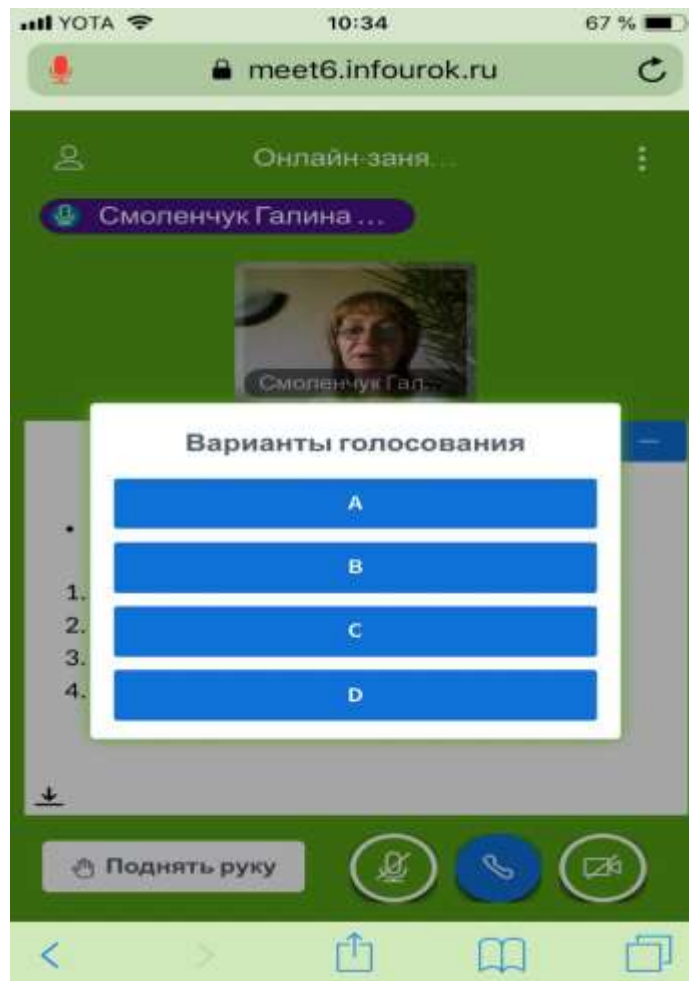 YOTA 10:34 67 %
meet6.infourok.ru
Онлайн-заня...
Смоленчук Галина ...
Смоленчук Гал...
Варианты голосования
A
B
1.
2.
C
3.
4.
D
Поднять руку